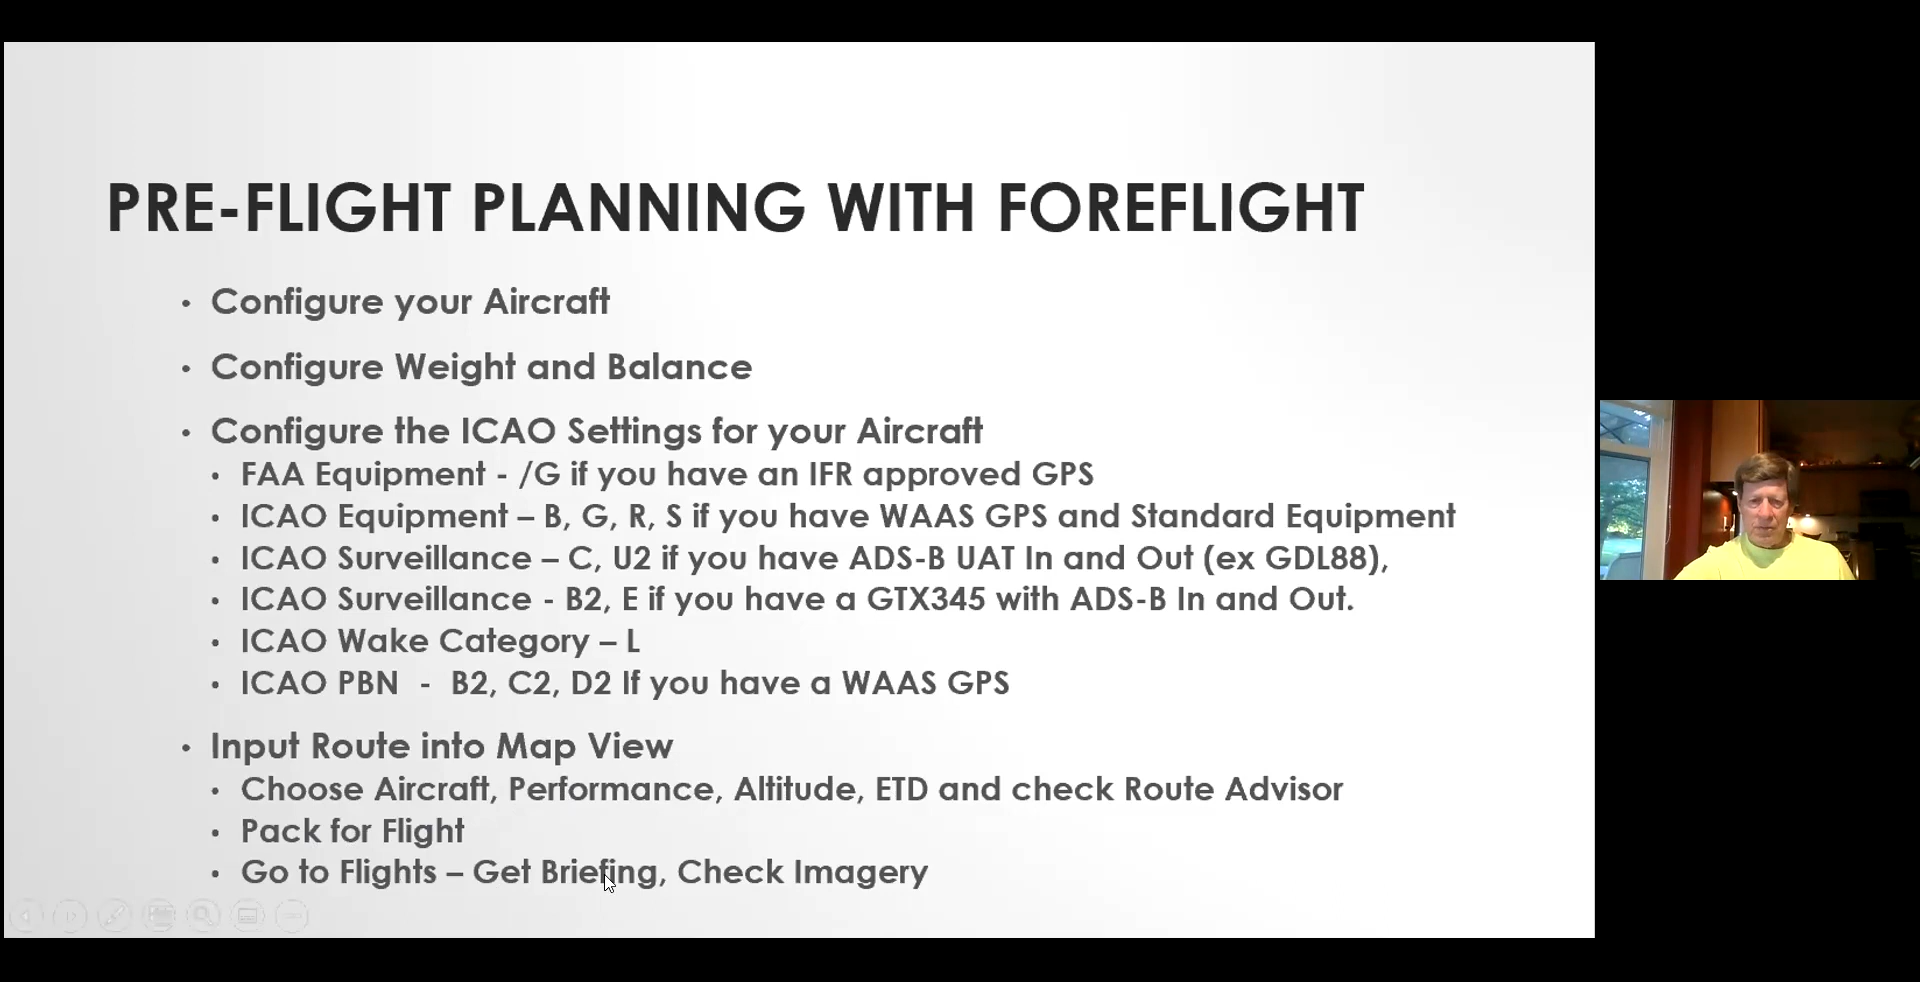 PRE-FLIGHT PLANNING WITH FOREFLIGHT
• Configure your Aircraft
• Configure Weight and Balance
• Configure the ICAO Settings for your Aircraft
• FAA Equipment - /G if you have an IFR approved GPS
• ICAO Equipment – B, G, R, S if you have WAAS GPS and Standard Equipment
• ICAO Surveillance – C, U2 if you have ADS-B UAT In and Out (ex GDL88),
• ICAO Surveillance - B2, E if you have a GTX345 with ADS-B In and Out.
• ICAO Wake Category – L
• ICAO PBN - B2, C2, D2 If you have a WAAS GPS
• Input Route into Map View
• Choose Aircraft, Performance, Altitude, ETD and check Route Advisor
• Pack for Flight
• Go to Flights – Get Briefing, Check Imagery